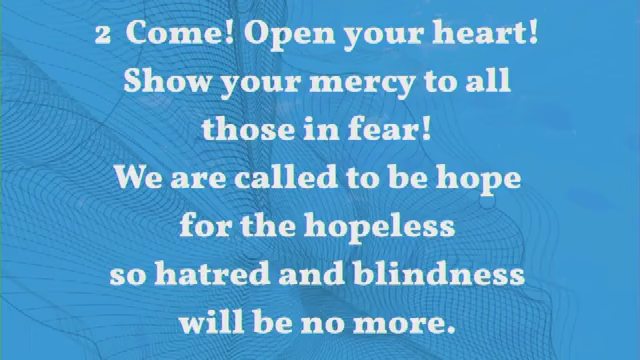 2 Come! Open your heart!
Show your mercy to all
those in fear!
We are called to be hope
for the hopeless
so hatred and blindness
will be no more.